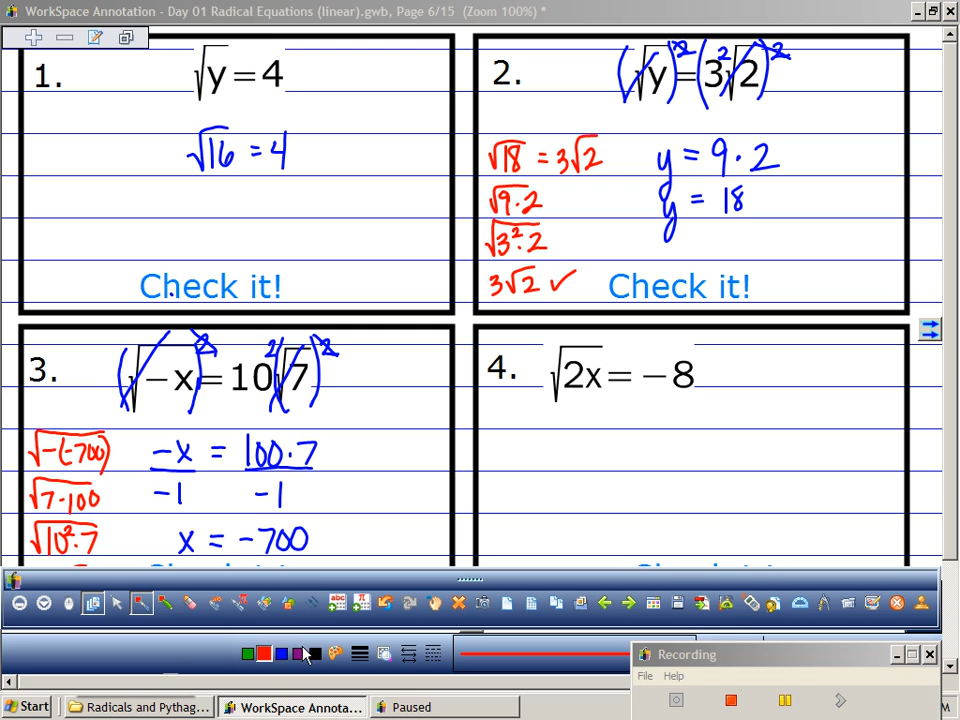 WorkSpace Annotation - Day 01 Radical Equations (linear).gwb, Page 6/15 (Zoom 100%) *
1.
√y = 4
√16 = 4
Check it!
2.
(√y)² = 3²(√2)²
√18 = 3√2
y = 9·2
√9·2
y = 18
√3²·2
3√2 ✓
Check it!
3.
(√-x)² = 10²(√7)²
√-(-700)
-x = 100·7
-1 -1
√7·100
√10²·7
x = -700
4.
√2x = -8
abc
π
Recording
File Help
Start
Radicals and Pythag...
WorkSpace Annota...
Paused
M